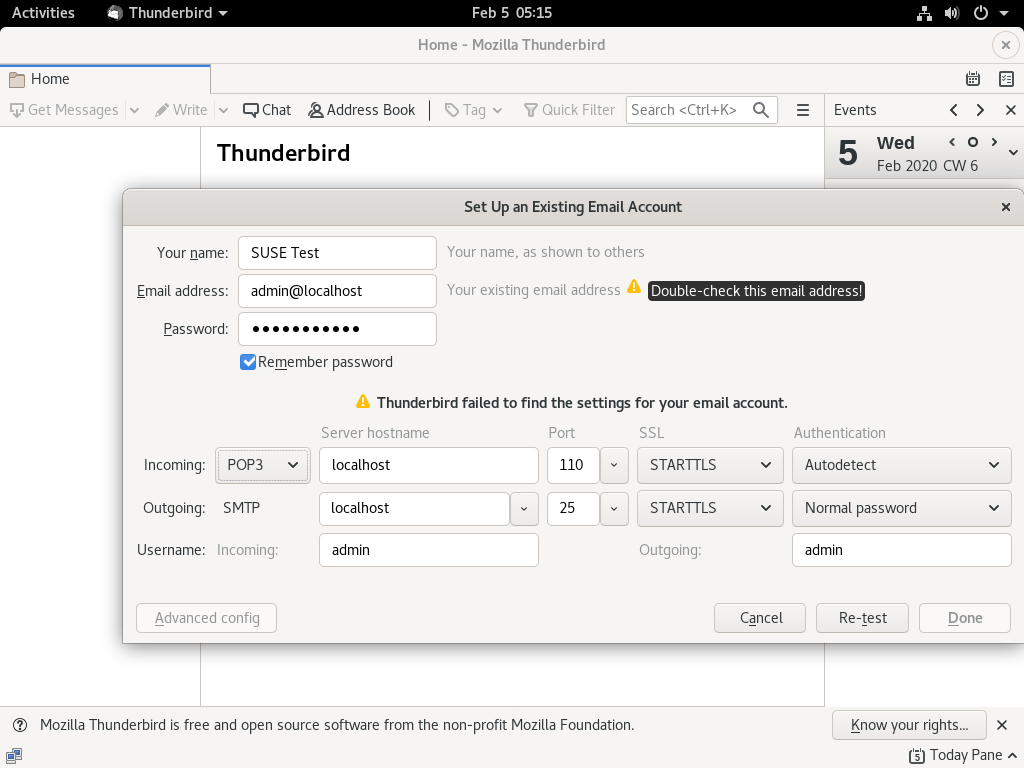 Activities Thunderbird Feb 5 05:15
Home - Mozilla Thunderbird
Home
Get Messages Write Chat Address Book Tag Quick Filter Search <Ctrl+K> Events
Thunderbird
5 Wed
Feb 2020 CW 6
Set Up an Existing Email Account
Your name: SUSE Test Your name, as shown to others
Email address: admin@localhost Your existing email address Double-check this email address!
Password: ●●●●●●●●●●●
Remember password
Thunderbird failed to find the settings for your email account.
Server hostname Port SSL Authentication
Incoming: POP3 localhost 110 STARTTLS Autodetect
Outgoing: SMTP localhost 25 STARTTLS Normal password
Username: Incoming: admin Outgoing: admin
Advanced config Cancel Re-test Done
Mozilla Thunderbird is free and open source software from the non-profit Mozilla Foundation. Know your rights...
5 Today Pane